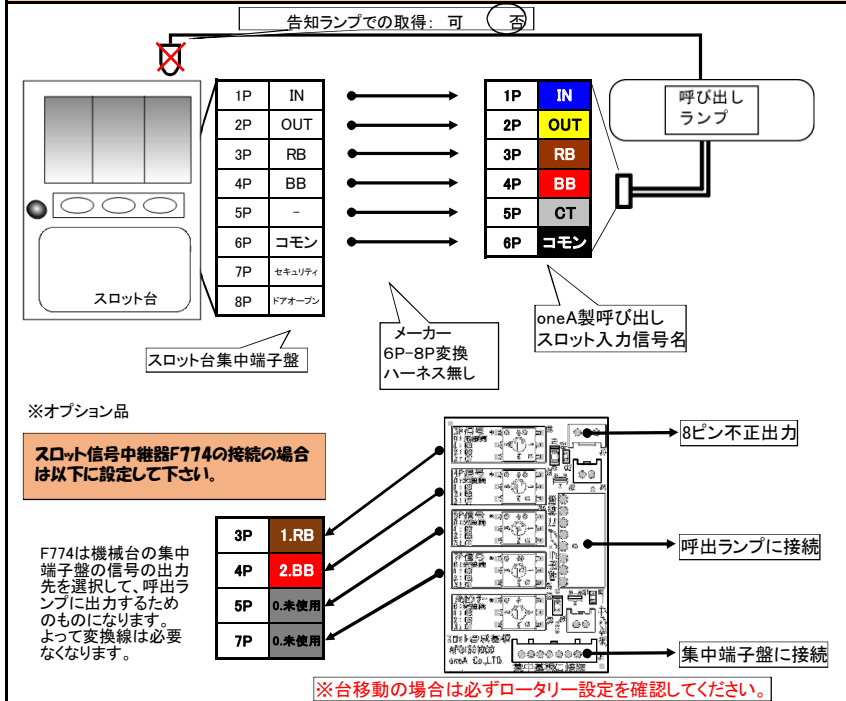 告知ランプでの取得: 可 否
1P IN
2P OUT
3P RB
4P BB
5P -
6P コモン
7P セキュリティ
8P ドアオープン
1P IN
2P OUT
3P RB
4P BB
5P CT
6P コモン
呼び出し
ランプ
スロット台
スロット台集中端子盤
メーカー
6P-8P変換
ハーネス無し
oneA製呼び出し
スロット入力信号名
※オプション品
スロット信号中継器F774の接続の場合
は以下に設定して下さい。
F774は機械台の集中
端子盤の信号の出力
先を選択して、呼出ラ
ンプに出力するため
のものになります。
よって変換線は必要
なくなります。
3P 1.RB
4P 2.BB
5P 0.未使用
7P 0.未使用
8ピン不正出力
呼出ランプに接続
集中端子盤に接続
oneA Co.,LTD
※台移動の場合は必ずロータリー設定を確認してください。